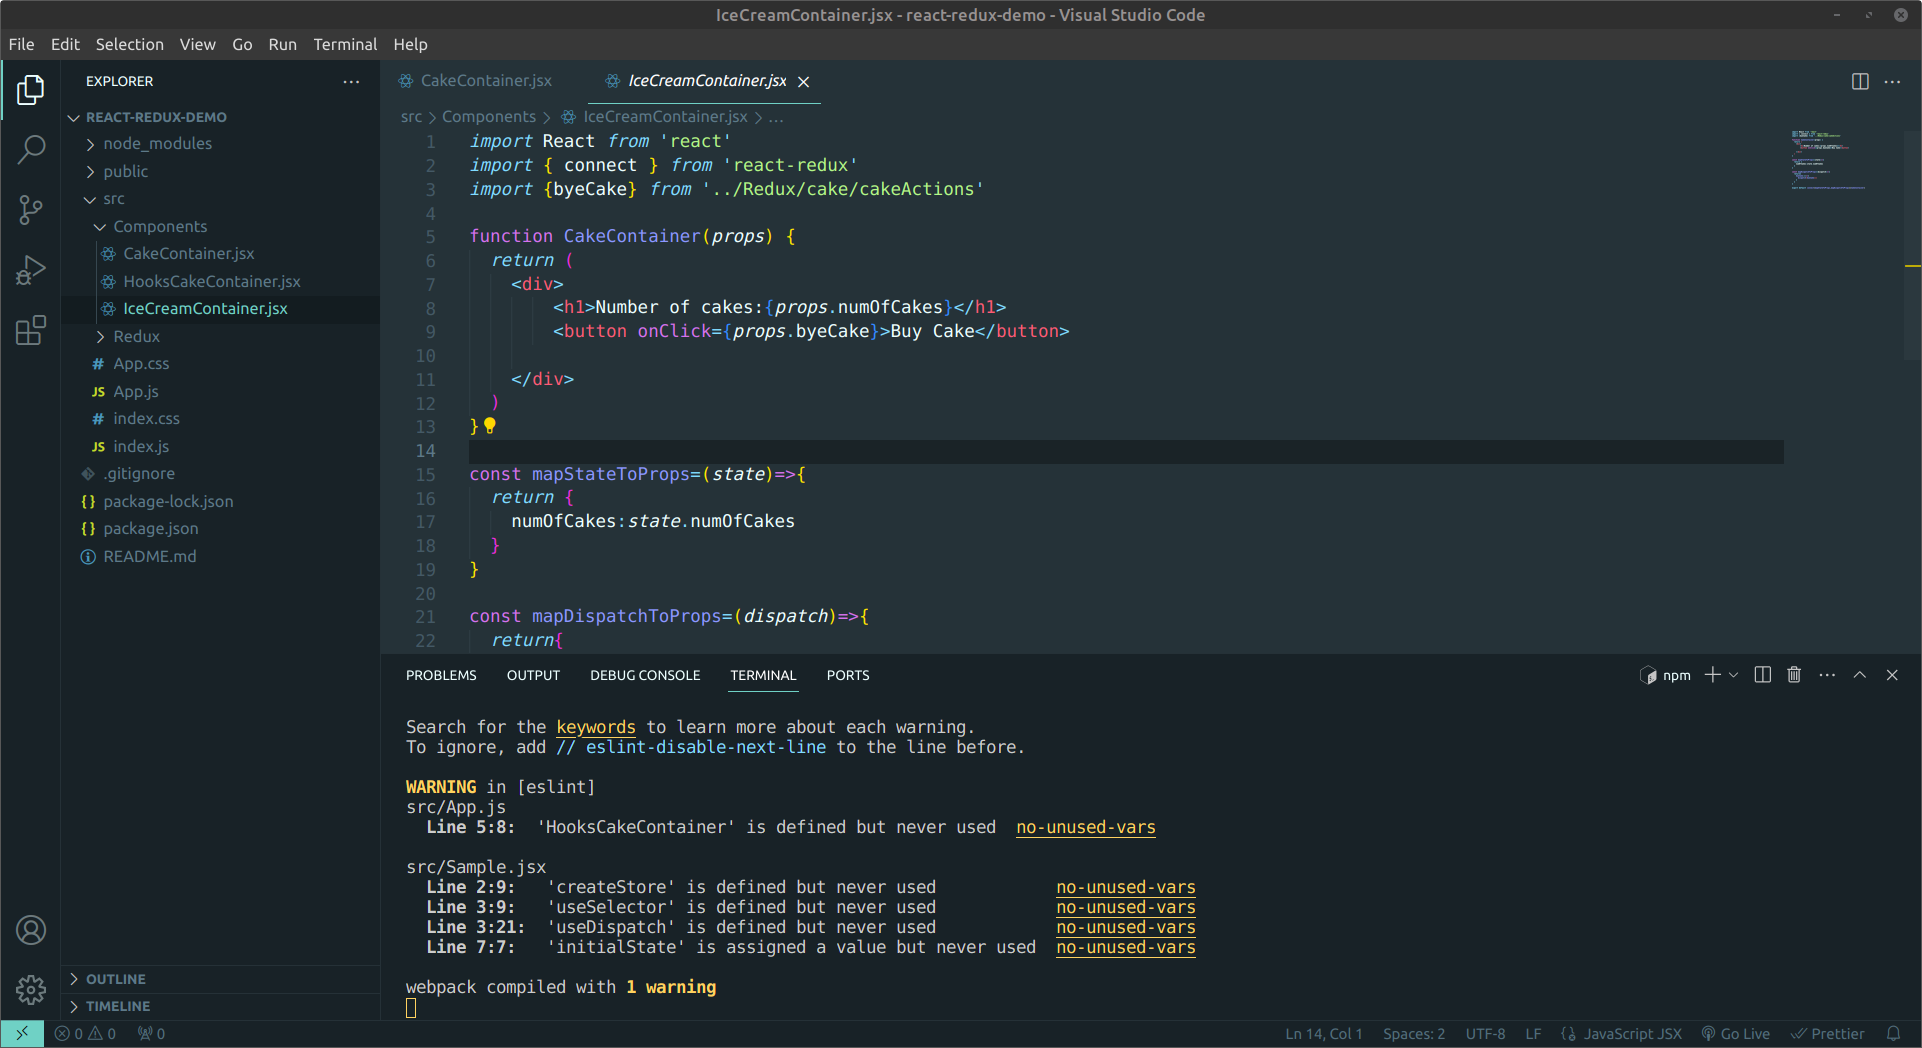 IceCreamContainer.jsx - react-redux-demo - Visual Studio Code
File Edit Selection View Go Run Terminal Help
EXPLORER
REACT-REDUX-DEMO
node_modules
public
src
Components
CakeContainer.jsx
HooksCakeContainer.jsx
IceCreamContainer.jsx
Redux
# App.css
JS App.js
# index.css
JS index.js
.gitignore
{} package-lock.json
{} package.json
README.md
OUTLINE
TIMELINE
CakeContainer.jsx IceCreamContainer.jsx
src > Components > IceCreamContainer.jsx > ...
1 import React from 'react'
2 import { connect } from 'react-redux'
3 import {byeCake} from '../Redux/cake/cakeActions'
4
5 function CakeContainer(props) {
6 return (
7 <div>
8 <h1>Number of cakes:{props.numOfCakes}</h1>
9 <button onClick={props.byeCake}>Buy Cake</button>
10
11 </div>
12 )
13 }
14
15 const mapStateToProps=(state)=>{
16 return {
17 numOfCakes:state.numOfCakes
18 }
19 }
20
21 const mapDispatchToProps=(dispatch)=>{
22 return{
PROBLEMS OUTPUT DEBUG CONSOLE TERMINAL PORTS
npm
Search for the keywords to learn more about each warning.
To ignore, add // eslint-disable-next-line to the line before.
WARNING in [eslint]
src/App.js
Line 5:8: 'HooksCakeContainer' is defined but never used no-unused-vars
src/Sample.jsx
Line 2:9: 'createStore' is defined but never used no-unused-vars
Line 3:9: 'useSelector' is defined but never used no-unused-vars
Line 3:21: 'useDispatch' is defined but never used no-unused-vars
Line 7:7: 'initialState' is assigned a value but never used no-unused-vars
webpack compiled with 1 warning
0 0 0 Ln 14, Col 1 Spaces: 2 UTF-8 LF JavaScript JSX Go Live Prettier